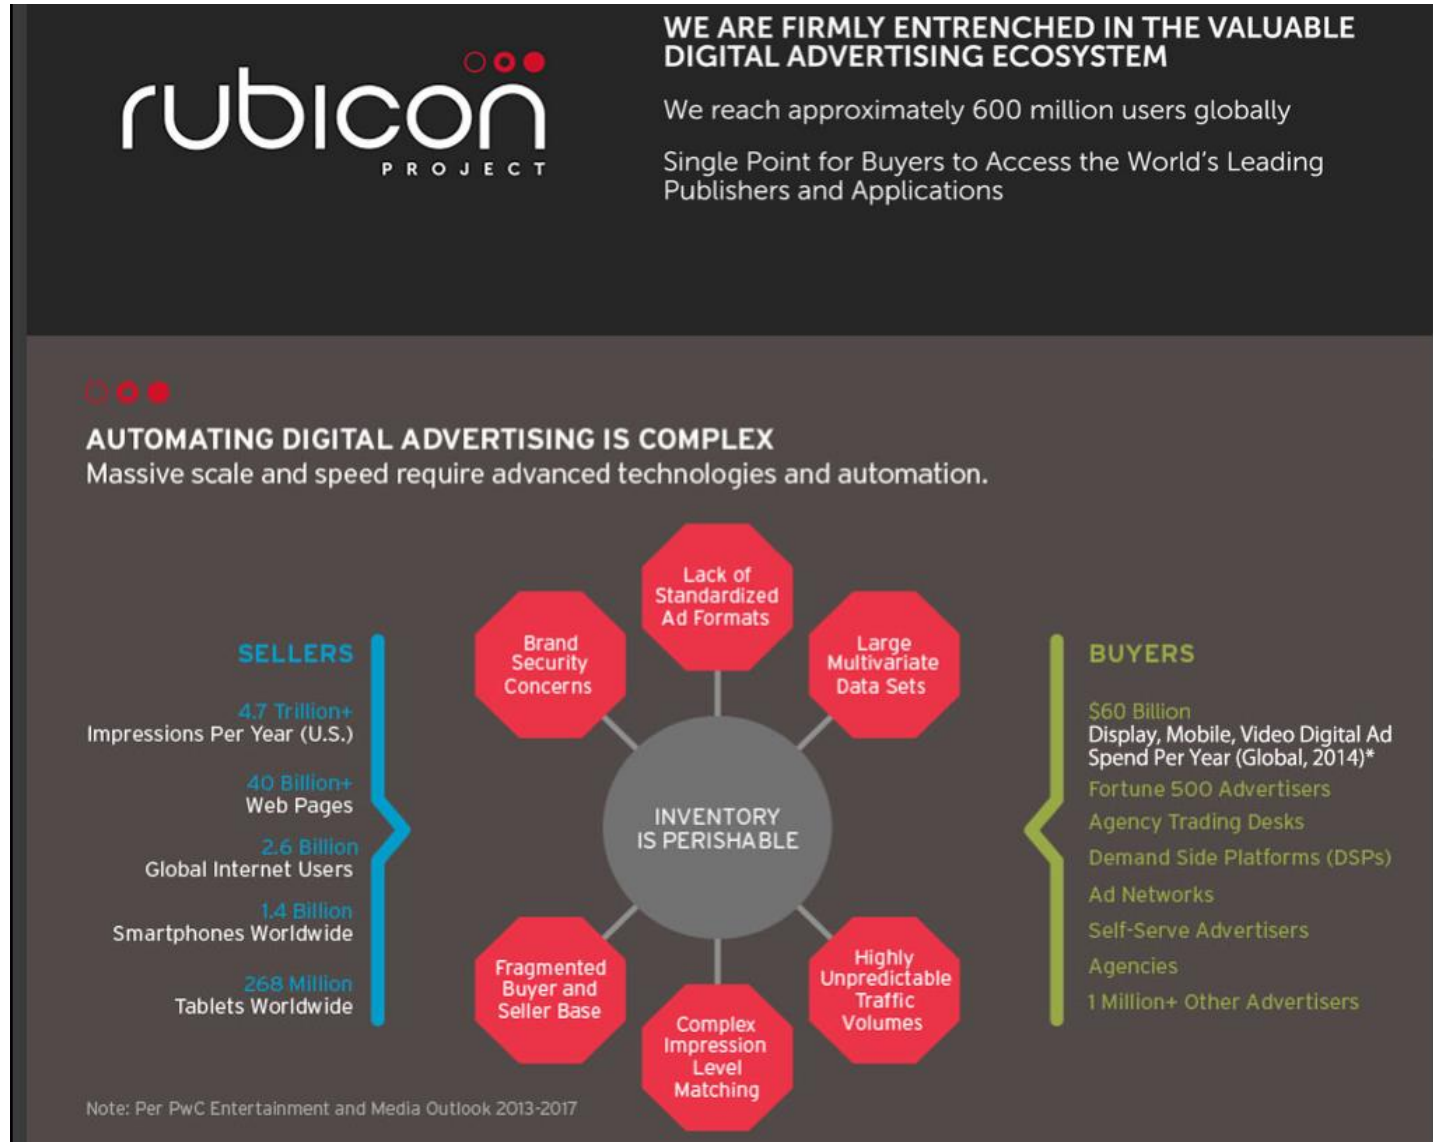 rubicon
PROJECT
WE ARE FIRMLY ENTRENCHED IN THE VALUABLE
DIGITAL ADVERTISING ECOSYSTEM
We reach approximately 600 million users globally
Single Point for Buyers to Access the World's Leading
Publishers and Applications
AUTOMATING DIGITAL ADVERTISING IS COMPLEX
Massive scale and speed require advanced technologies and automation.
SELLERS
4.7 Trillion+
Impressions Per Year (U.S.)
40 Billion+
Web Pages
2.6 Billion
Global Internet Users
1.4 Billion
Smartphones Worldwide
268 Million
Tablets Worldwide
Brand
Security
Concerns
Lack of
Standardized
Ad Formats
Large
Multivariate
Data Sets
INVENTORY
IS PERISHABLE
Fragmented
Buyer and
Seller Base
Complex
Impression
Level
Matching
Highly
Unpredictable
Traffic
Volumes
BUYERS
$60 Billion
Display, Mobile, Video Digital Ad
Spend Per Year (Global, 2014)*
Fortune 500 Advertisers
Agency Trading Desks
Demand Side Platforms (DSPs)
Ad Networks
Self-Serve Advertisers
Agencies
1 Million+ Other Advertisers
Note: Per PwC Entertainment and Media Outlook 2013-2017